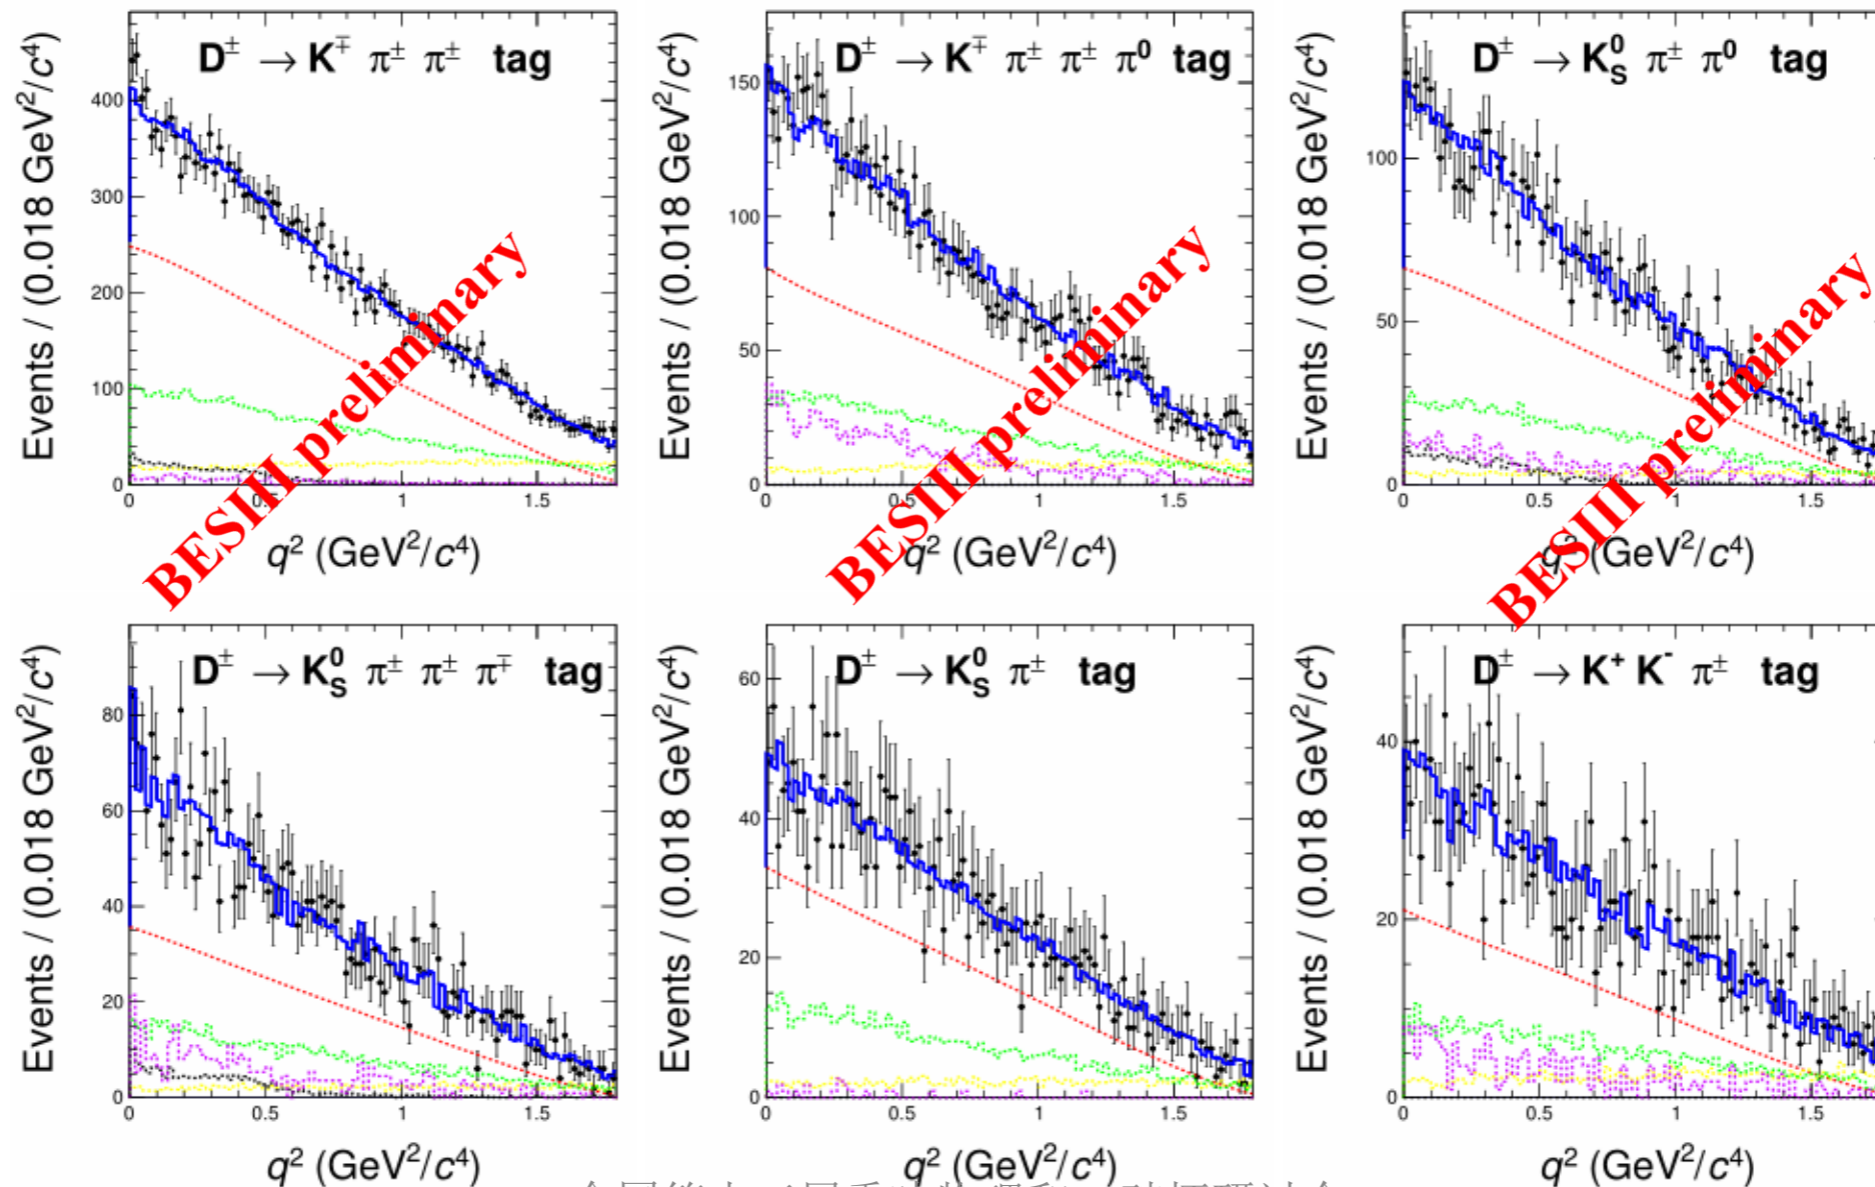 D± → K∓ π± π± tag
Events / (0.018 GeV²/c⁴)
400
300
200
100
0
0 0.5 1 1.5
q² (GeV²/c⁴)
BESIII preliminary
D± → K∓ π± π± π⁰ tag
Events / (0.018 GeV²/c⁴)
150
100
50
0
0 0.5 1 1.5
q² (GeV²/c⁴)
BESIII preliminary
D± → K⁰S π± π⁰ tag
Events / (0.018 GeV²/c⁴)
100
50
0
0 0.5 1 1.5
q² (GeV²/c⁴)
BESIII preliminary
D± → K⁰S π± π± π∓ tag
Events / (0.018 GeV²/c⁴)
80
60
40
20
0
0 0.5 1 1.5
q² (GeV²/c⁴)
D± → K⁰S π± tag
Events / (0.018 GeV²/c⁴)
60
40
20
0
0 0.5 1 1.5
q² (GeV²/c⁴)
D± → K⁺ K⁻ π± tag
Events / (0.018 GeV²/c⁴)
40
20
0
0 0.5 1 1.5
q² (GeV²/c⁴)